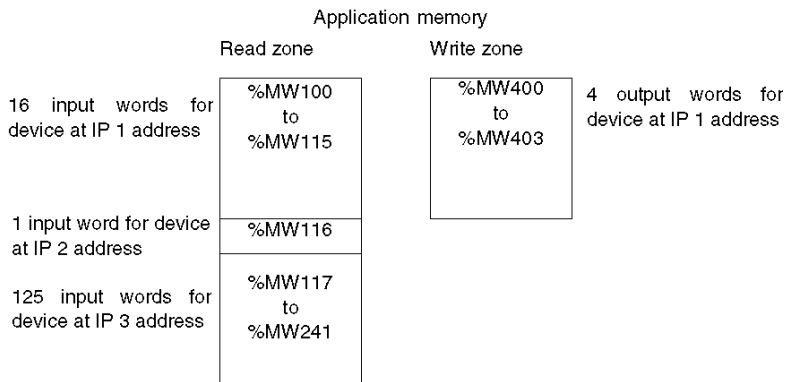 Application memory
Read zone
Write zone
16 input words for
device at IP 1 address
%MW100
to
%MW115
%MW400
to
%MW403
4 output words for
device at IP 1 address
1 input word for device
at IP 2 address
%MW116
125 input words for
device at IP 3 address
%MW117
to
%MW241